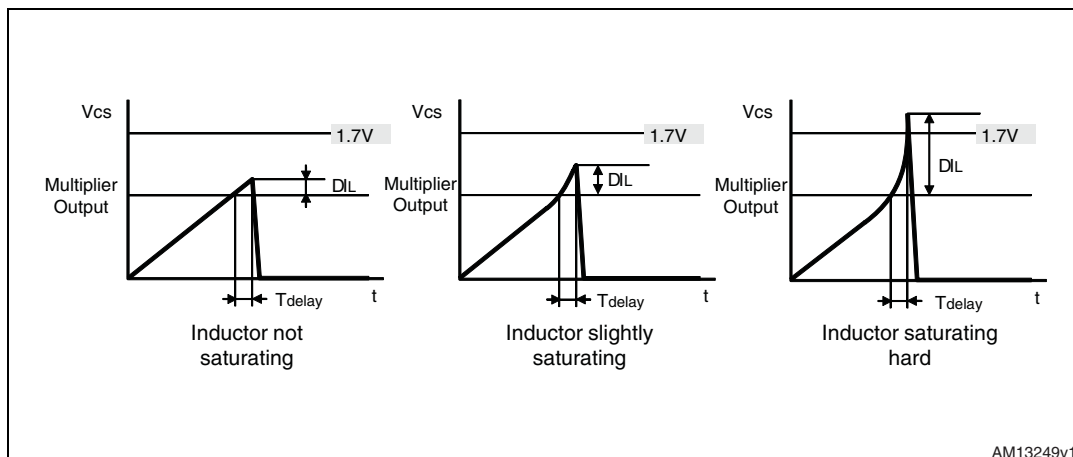 Vcs
1.7V
Multiplier
Output
DIL
t
Tdelay
Inductor not
saturating
Vcs
1.7V
Multiplier
Output
DIL
t
Tdelay
Inductor slightly
saturating
Vcs
1.7V
Multiplier
Output
DIL
t
Tdelay
Inductor saturating
hard
AM13249v1